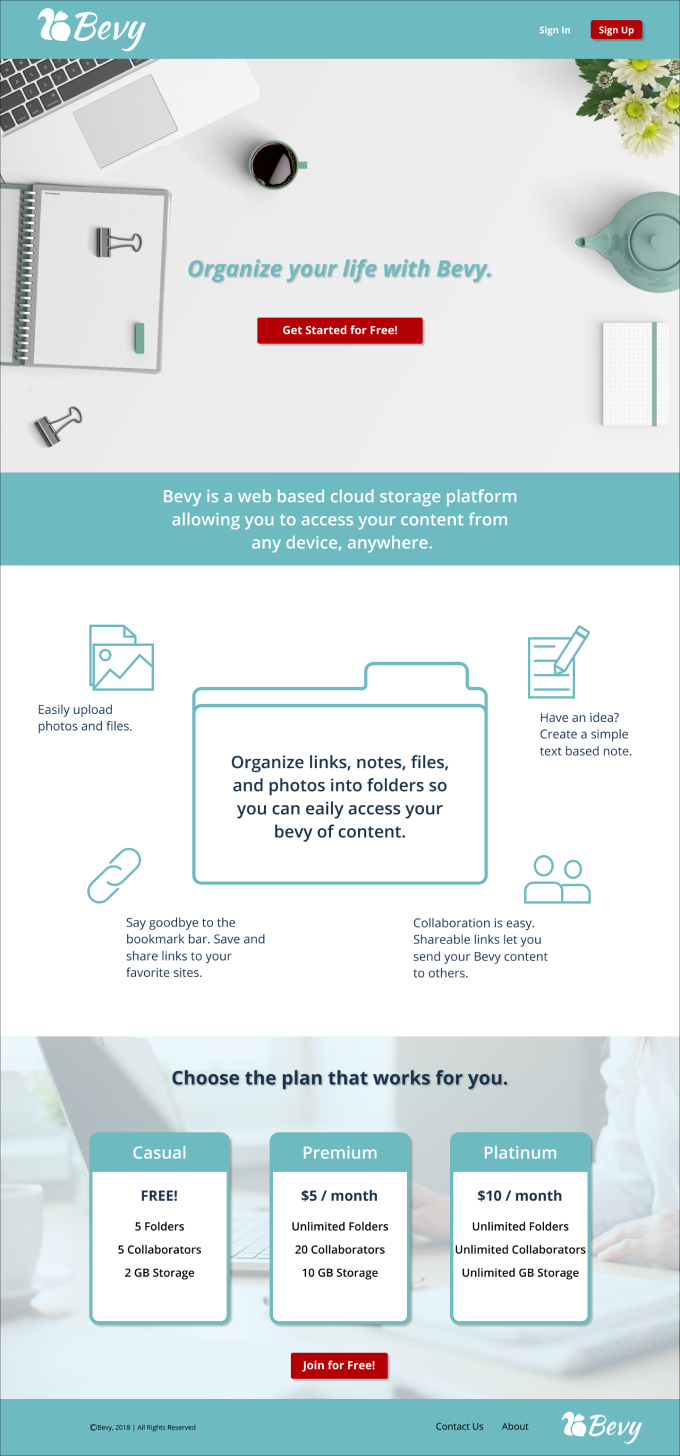 Bevy
Sign In
Sign Up
Organize your life with Bevy.
Get Started for Free!
Bevy is a web based cloud storage platform
allowing you to access your content from
any device, anywhere.
Easily upload
photos and files.
Have an idea?
Create a simple
text based note.
Organize links, notes, files,
and photos into folders so
you can eaily access your
bevy of content.
Say goodbye to the
bookmark bar. Save and
share links to your
favorite sites.
Collaboration is easy.
Shareable links let you
send your Bevy content
to others.
Choose the plan that works for you.
Casual
FREE!
5 Folders
5 Collaborators
2 GB Storage
Premium
$5 / month
Unlimited Folders
20 Collaborators
10 GB Storage
Platinum
$10 / month
Unlimited Folders
Unlimited Collaborators
Unlimited GB Storage
Join for Free!
©Bevy, 2018 | All Rights Reserved
Contact Us
About
Bevy